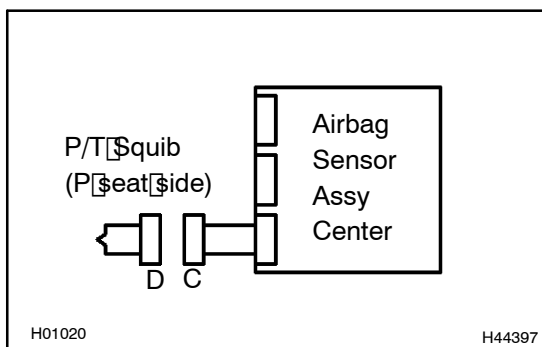 P/T Squib
(P seat side)
Airbag
Sensor
Assy
Center
D C
H01020
H44397